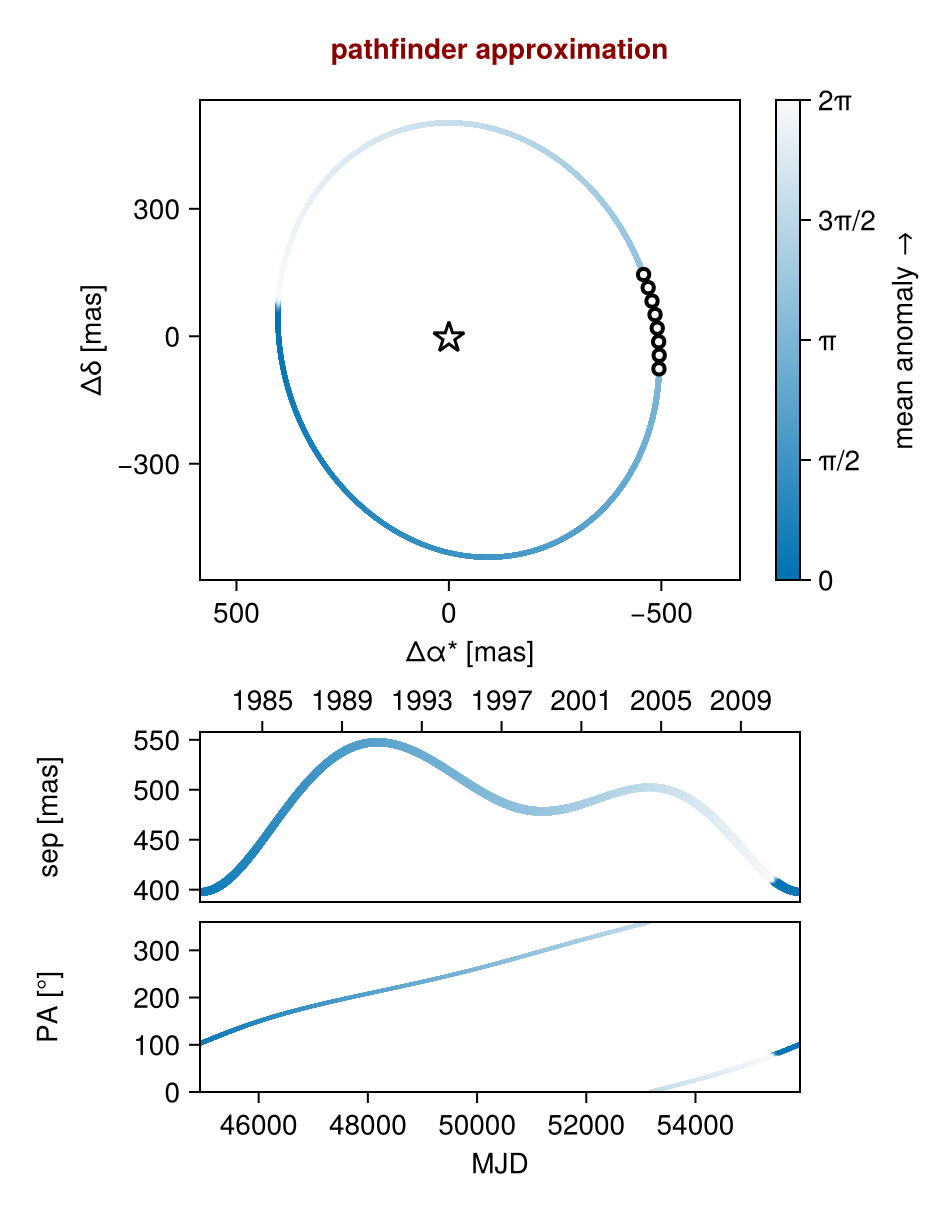 pathfinder approximation
2π
3π/2
π
π/2
0
mean anomaly →
300
0
−300
Δδ [mas]
500
0
−500
Δα* [mas]
1985 1989 1993 1997 2001 2005 2009
550
500
450
400
sep [mas]
300
200
100
0
PA [°]
46000 48000 50000 52000 54000
MJD